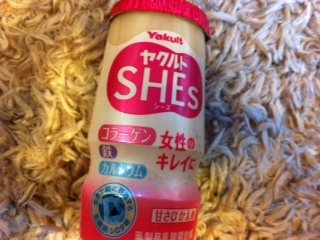 Yakult
ヤクルト
SHEs
シーズ
コラーゲン
鉄
カルシウム
女性の
キレイに
甘さひかえめ